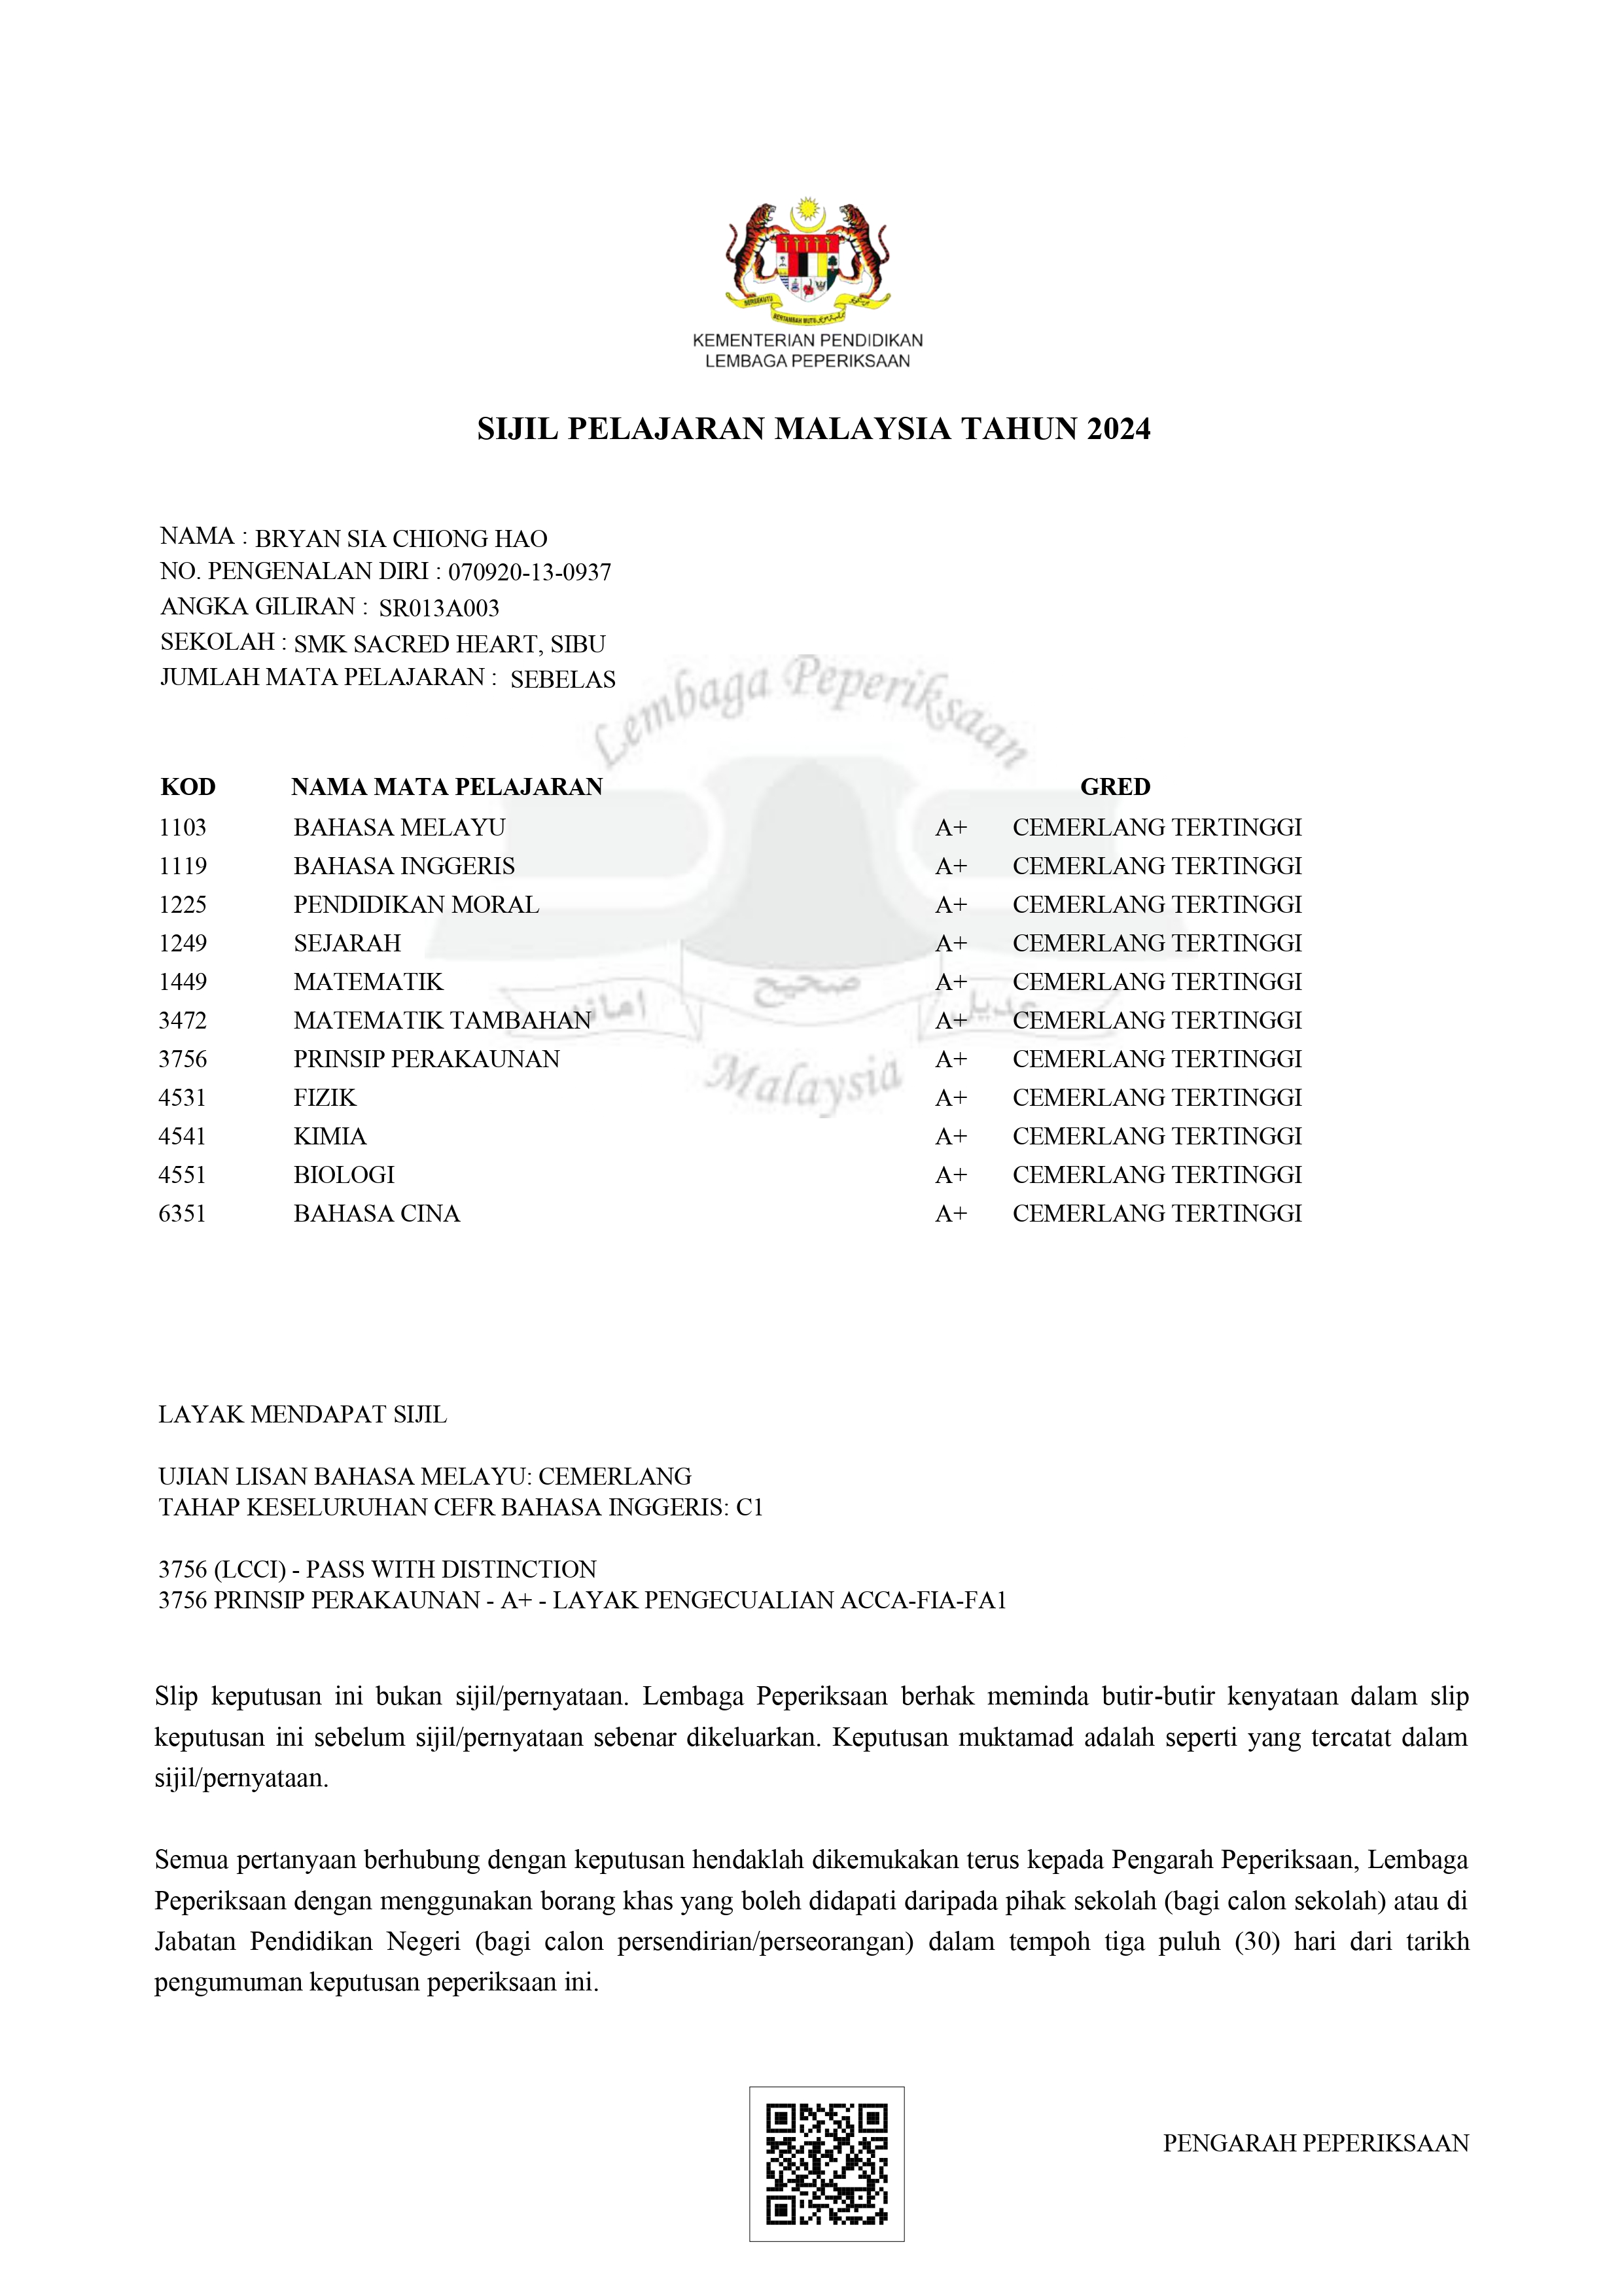 BERSEKUTU
BERTAMBAH MUTU
KEMENTERIAN PENDIDIKAN
LEMBAGA PEPERIKSAAN
SIJIL PELAJARAN MALAYSIA TAHUN 2024
NAMA : BRYAN SIA CHIONG HAO
NO. PENGENALAN DIRI : 070920-13-0937
ANGKA GILIRAN : SR013A003
SEKOLAH : SMK SACRED HEART, SIBU
JUMLAH MATA PELAJARAN : SEBELAS
Lembaga Peperiksaan
KOD NAMA MATA PELAJARAN GRED
1103 BAHASA MELAYU A+ CEMERLANG TERTINGGI
1119 BAHASA INGGERIS A+ CEMERLANG TERTINGGI
1225 PENDIDIKAN MORAL A+ CEMERLANG TERTINGGI
1249 SEJARAH A+ CEMERLANG TERTINGGI
1449 MATEMATIK A+ CEMERLANG TERTINGGI
3472 MATEMATIK TAMBAHAN A+ CEMERLANG TERTINGGI
3756 PRINSIP PERAKAUNAN A+ CEMERLANG TERTINGGI
4531 FIZIK A+ CEMERLANG TERTINGGI
4541 KIMIA A+ CEMERLANG TERTINGGI
4551 BIOLOGI A+ CEMERLANG TERTINGGI
6351 BAHASA CINA A+ CEMERLANG TERTINGGI
امانه صحيح عديل
Malaysia
LAYAK MENDAPAT SIJIL
UJIAN LISAN BAHASA MELAYU: CEMERLANG
TAHAP KESELURUHAN CEFR BAHASA INGGERIS: C1
3756 (LCCI) - PASS WITH DISTINCTION
3756 PRINSIP PERAKAUNAN - A+ - LAYAK PENGECUALIAN ACCA-FIA-FA1
Slip keputusan ini bukan sijil/pernyataan. Lembaga Peperiksaan berhak meminda butir-butir kenyataan dalam slip
keputusan ini sebelum sijil/pernyataan sebenar dikeluarkan. Keputusan muktamad adalah seperti yang tercatat dalam
sijil/pernyataan.
Semua pertanyaan berhubung dengan keputusan hendaklah dikemukakan terus kepada Pengarah Peperiksaan, Lembaga
Peperiksaan dengan menggunakan borang khas yang boleh didapati daripada pihak sekolah (bagi calon sekolah) atau di
Jabatan Pendidikan Negeri (bagi calon persendirian/perseorangan) dalam tempoh tiga puluh (30) hari dari tarikh
pengumuman keputusan peperiksaan ini.
PENGARAH PEPERIKSAAN